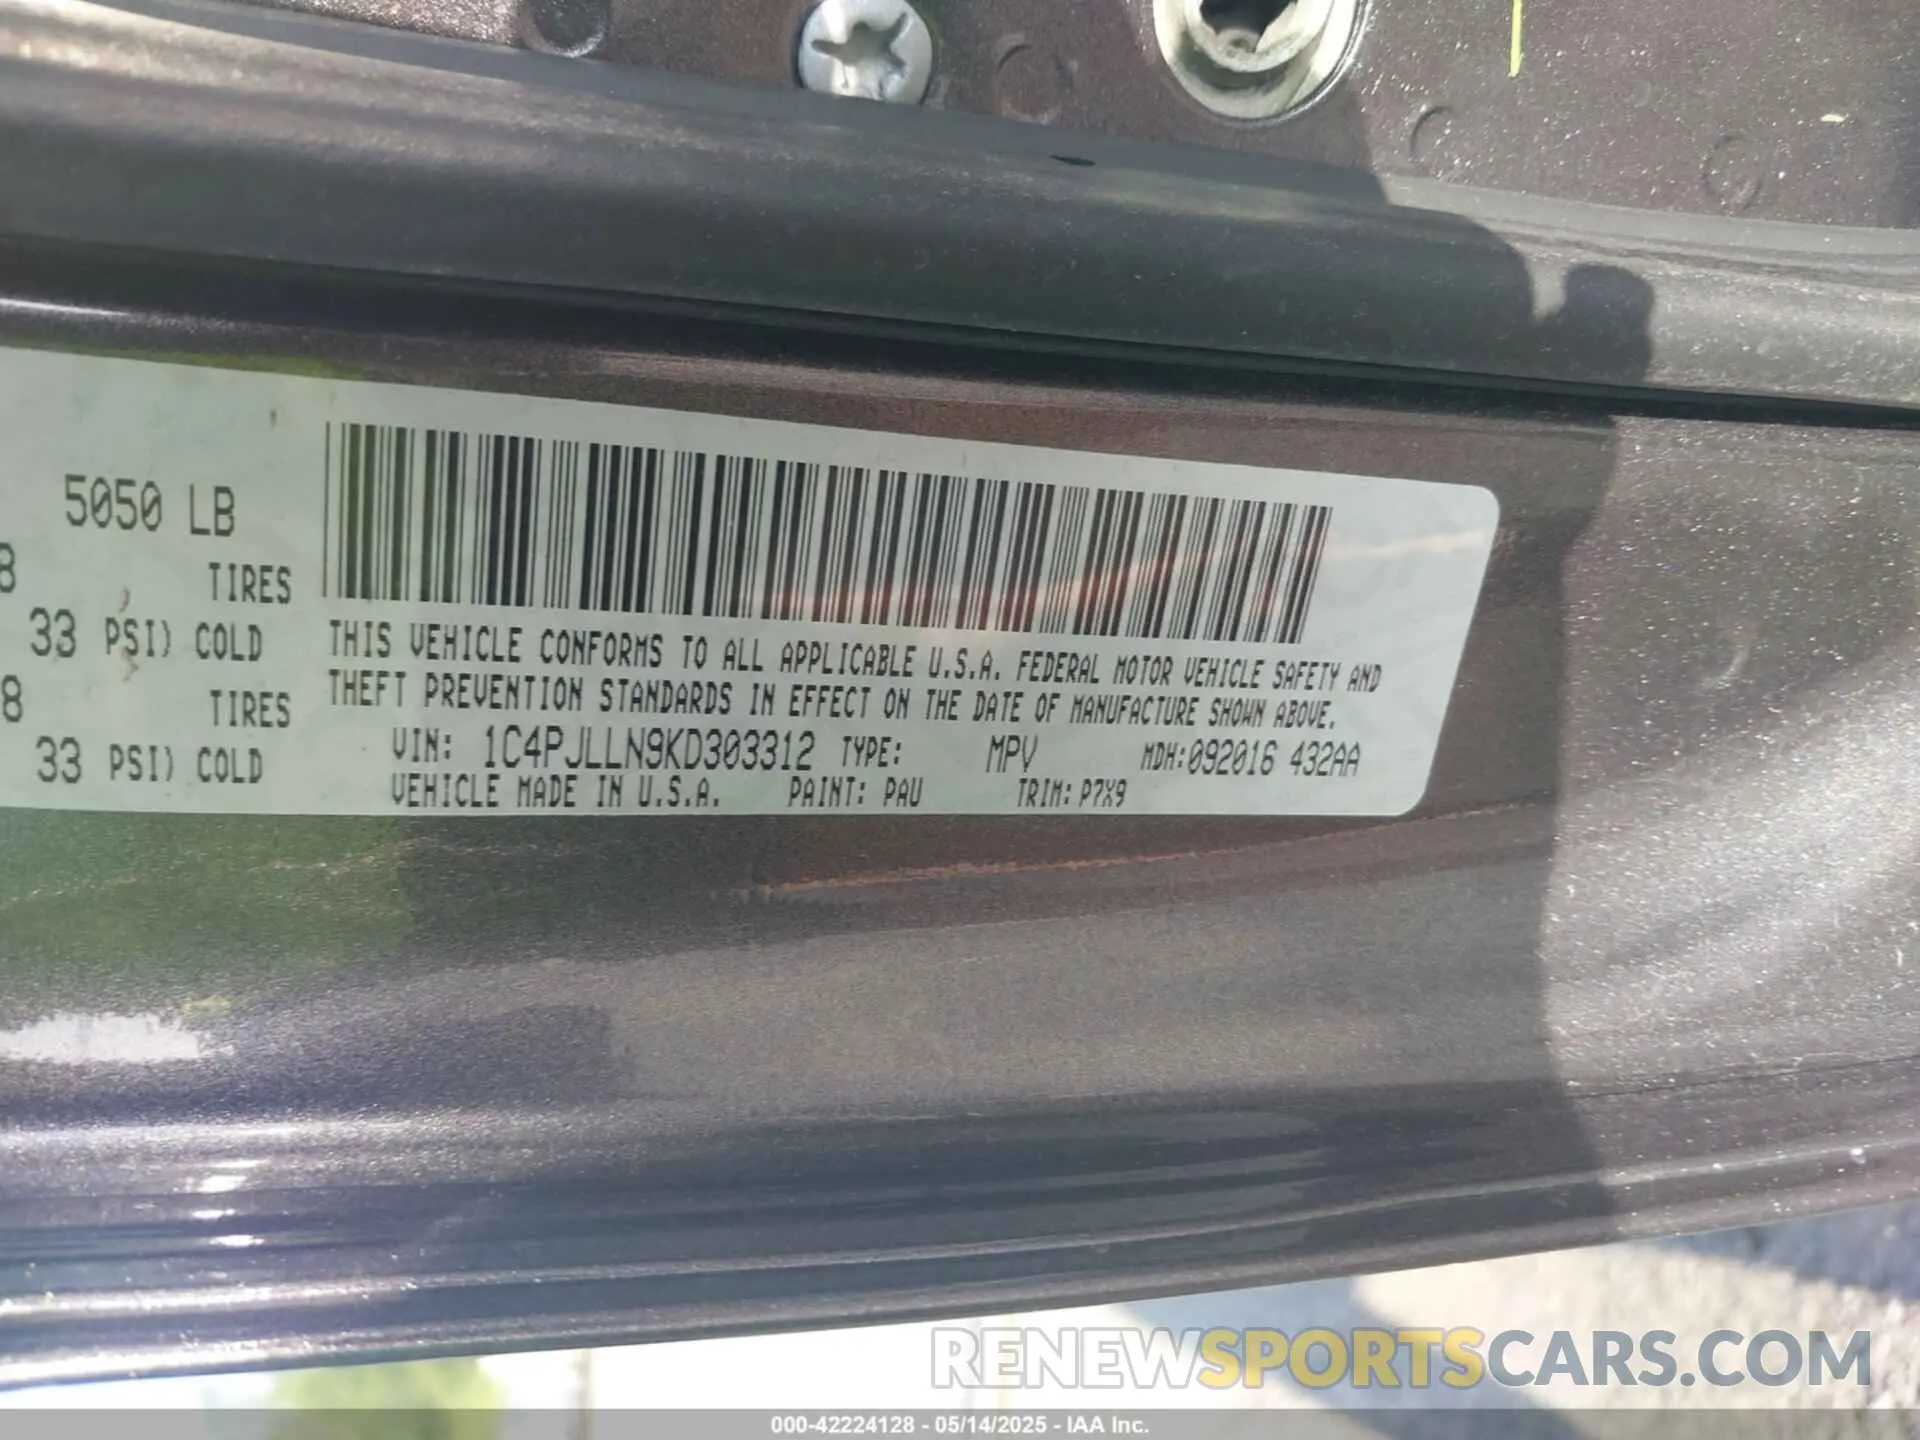 5050 LB
8 TIRES
33 PSI) COLD
8 TIRES
33 PSI) COLD
THIS VEHICLE CONFORMS TO ALL APPLICABLE U.S.A. FEDERAL MOTOR VEHICLE SAFETY AND
THEFT PREVENTION STANDARDS IN EFFECT ON THE DATE OF MANUFACTURE SHOWN ABOVE.
VIN: 1C4PJLLN9KD303312 TYPE: MPV MDH:092016 432AA
VEHICLE MADE IN U.S.A. PAINT: PAU TRIM: P7X9
RENEWSPORTSCARS.COM
000-42224128 - 05/14/2025 - IAA Inc.